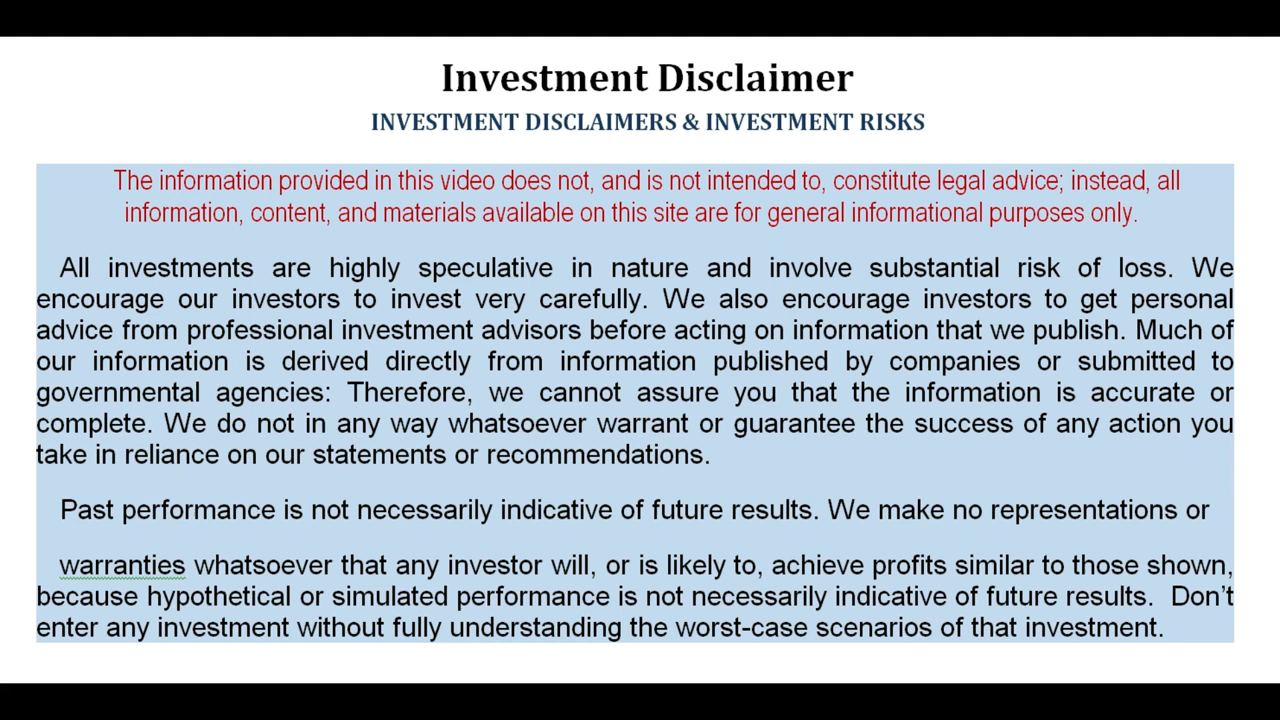 Investment Disclaimer
INVESTMENT DISCLAIMERS & INVESTMENT RISKS
The information provided in this video does not, and is not intended to, constitute legal advice; instead, all
information, content, and materials available on this site are for general informational purposes only.
All investments are highly speculative in nature and involve substantial risk of loss. We
encourage our investors to invest very carefully. We also encourage investors to get personal
advice from professional investment advisors before acting on information that we publish. Much of
our information is derived directly from information published by companies or submitted to
governmental agencies: Therefore, we cannot assure you that the information is accurate or
complete. We do not in any way whatsoever warrant or guarantee the success of any action you
take in reliance on our statements or recommendations.
Past performance is not necessarily indicative of future results. We make no representations or
warranties whatsoever that any investor will, or is likely to, achieve profits similar to those shown,
because hypothetical or simulated performance is not necessarily indicative of future results.  Don’t
enter any investment without fully understanding the worst-case scenarios of that investment.